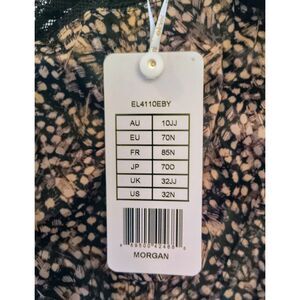 EL4110EBY
AU 10JJ
EU 70N
FR 85N
JP 70O
UK 32JJ
US 32N
MORGAN